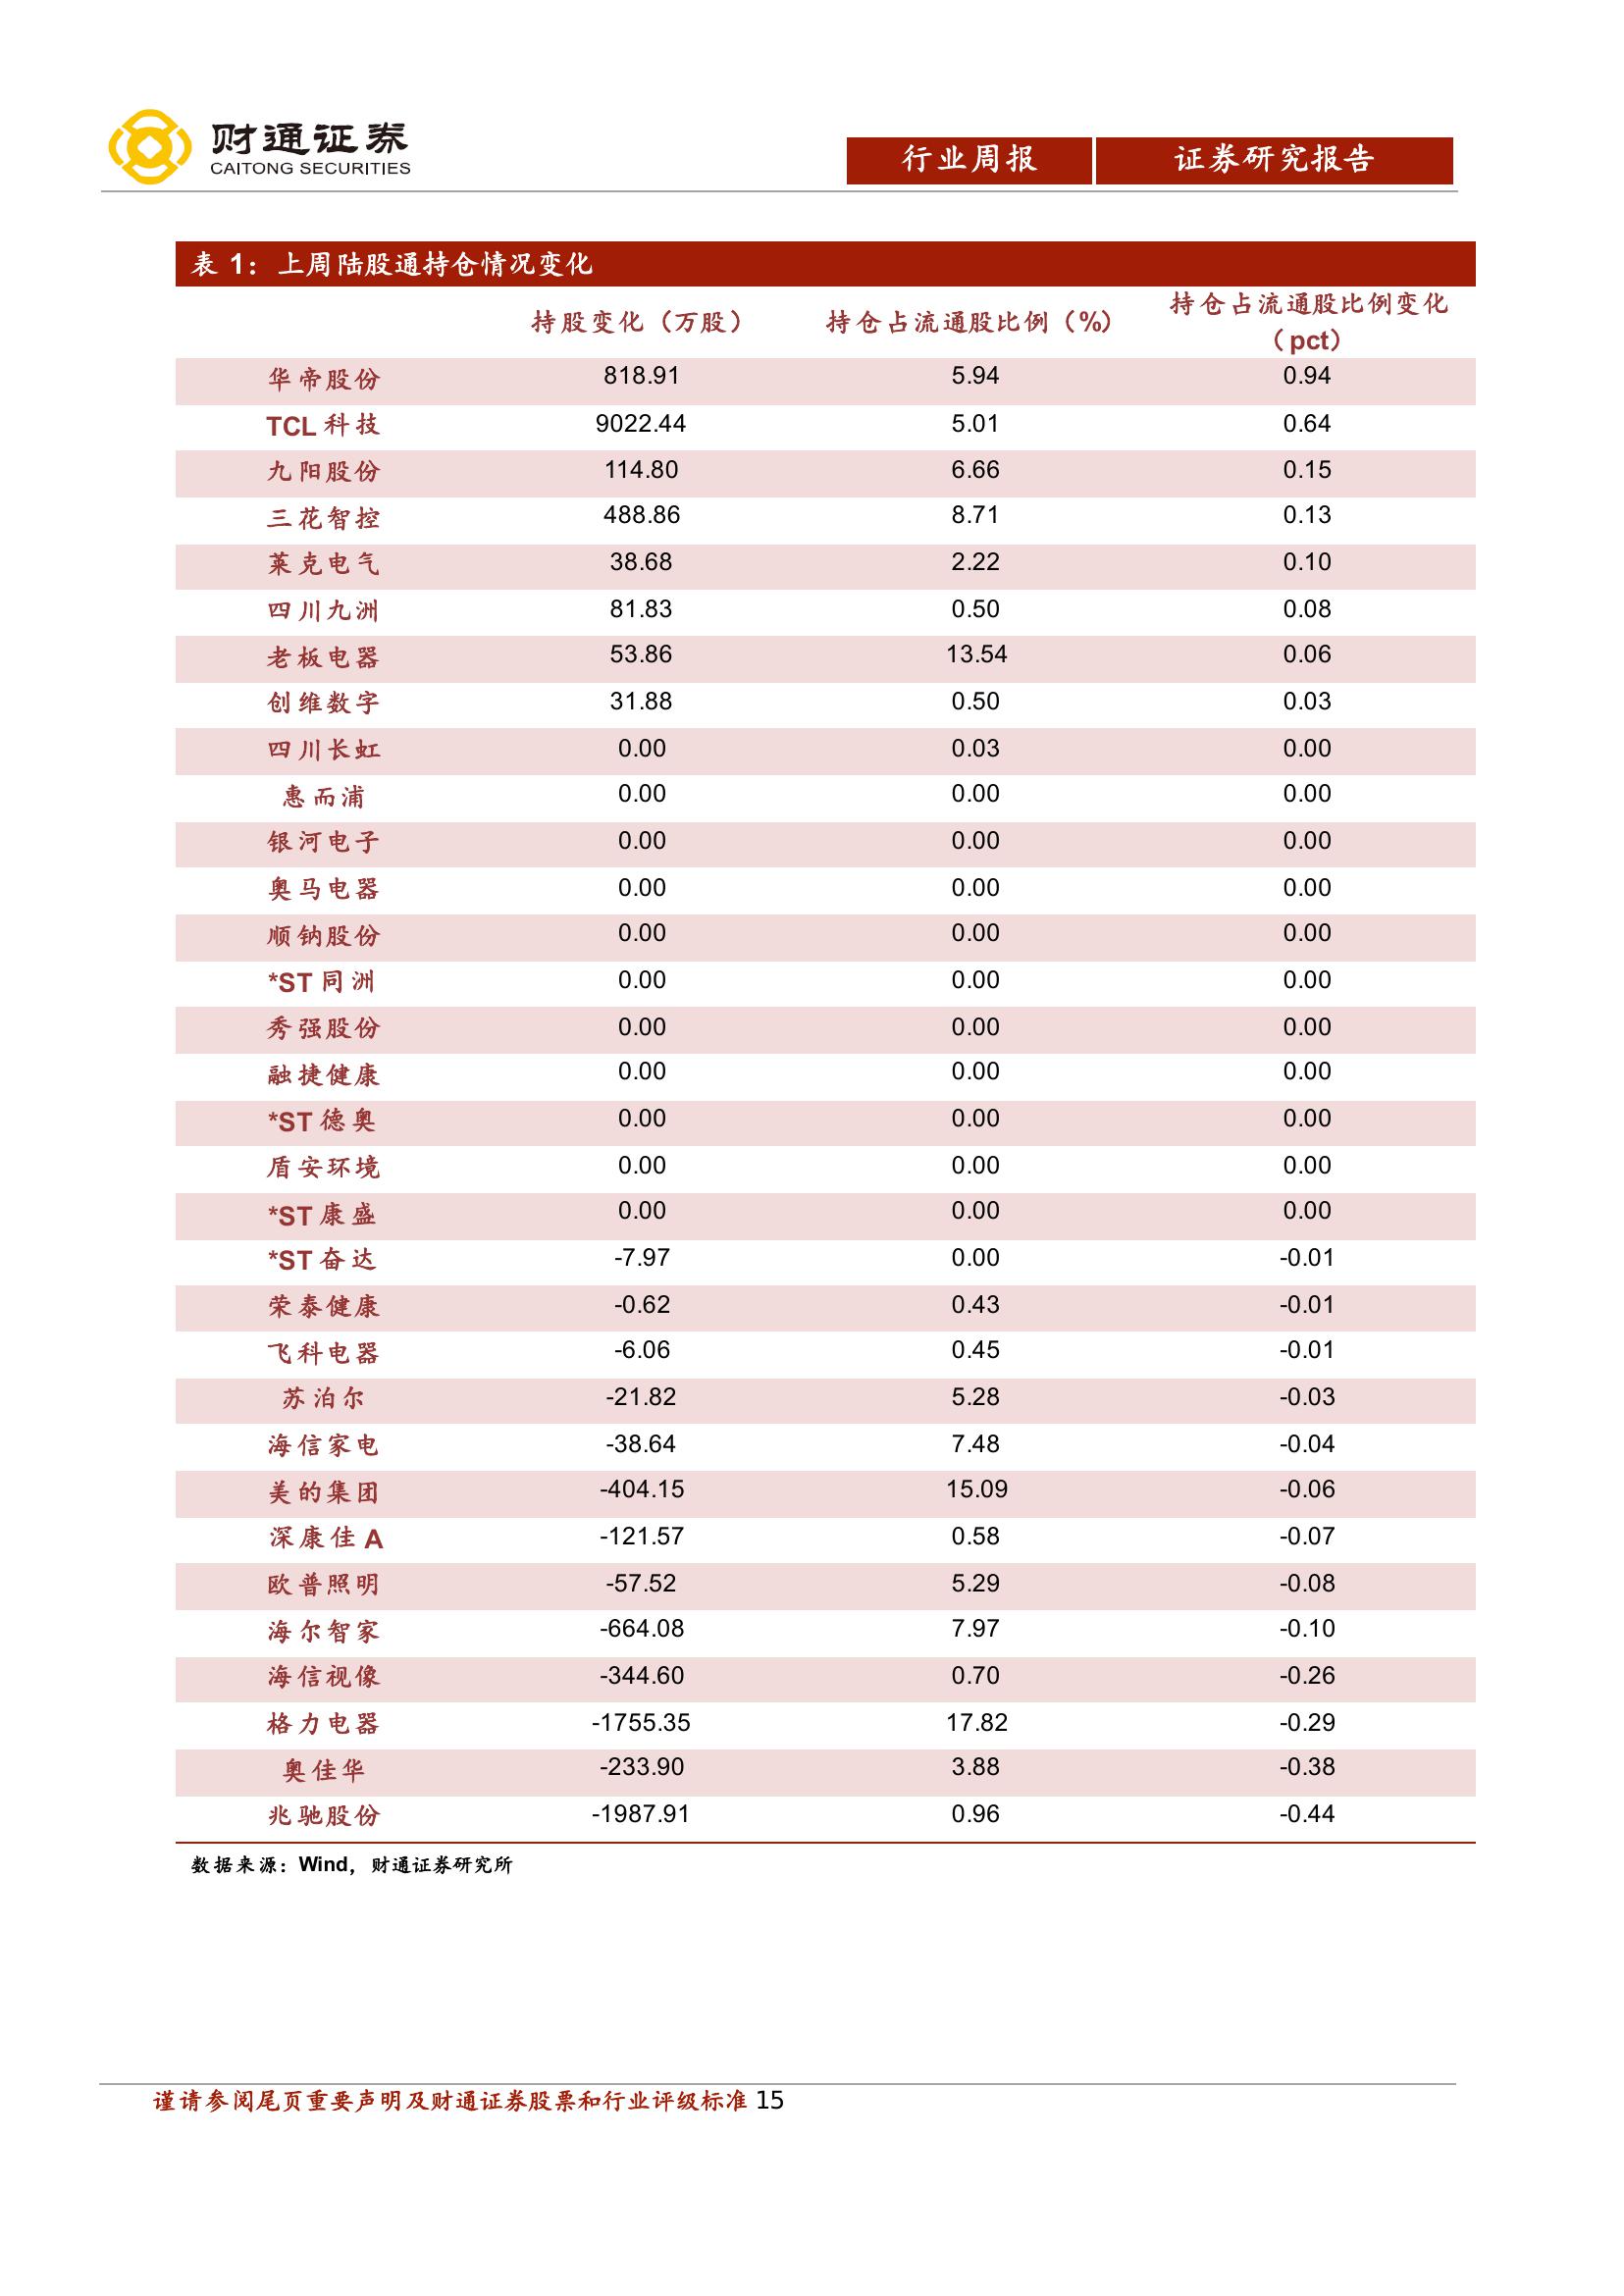 财通证券
CAITONG SECURITIES
行业周报 证券研究报告
表 1：上周陆股通持仓情况变化
持股变化（万股） 持仓占流通股比例（%） 持仓占流通股比例变化
（pct）
华帝股份 818.91 5.94 0.94
TCL 科技 9022.44 5.01 0.64
九阳股份 114.80 6.66 0.15
三花智控 488.86 8.71 0.13
莱克电气 38.68 2.22 0.10
四川九洲 81.83 0.50 0.08
老板电器 53.86 13.54 0.06
创维数字 31.88 0.50 0.03
四川长虹 0.00 0.03 0.00
惠而浦 0.00 0.00 0.00
银河电子 0.00 0.00 0.00
奥马电器 0.00 0.00 0.00
顺钠股份 0.00 0.00 0.00
*ST 同洲 0.00 0.00 0.00
秀强股份 0.00 0.00 0.00
融捷健康 0.00 0.00 0.00
*ST 德奥 0.00 0.00 0.00
盾安环境 0.00 0.00 0.00
*ST 康盛 0.00 0.00 0.00
*ST 奋达 -7.97 0.00 -0.01
荣泰健康 -0.62 0.43 -0.01
飞科电器 -6.06 0.45 -0.01
苏泊尔 -21.82 5.28 -0.03
海信家电 -38.64 7.48 -0.04
美的集团 -404.15 15.09 -0.06
深康佳 A -121.57 0.58 -0.07
欧普照明 -57.52 5.29 -0.08
海尔智家 -664.08 7.97 -0.10
海信视像 -344.60 0.70 -0.26
格力电器 -1755.35 17.82 -0.29
奥佳华 -233.90 3.88 -0.38
兆驰股份 -1987.91 0.96 -0.44
数据来源：Wind，财通证券研究所
谨请参阅尾页重要声明及财通证券股票和行业评级标准 15